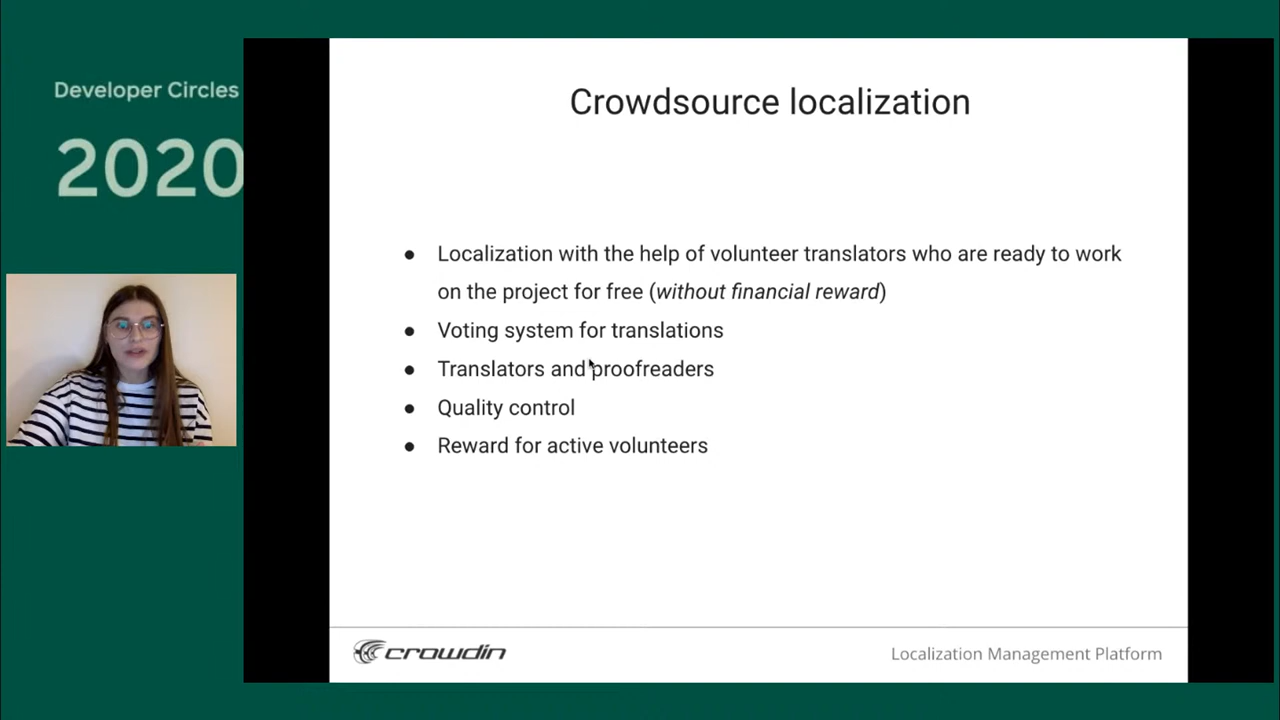 Developer Circles
2020
Crowdsource localization
● Localization with the help of volunteer translators who are ready to work
on the project for free (without financial reward)
● Voting system for translations
● Translators and proofreaders
● Quality control
● Reward for active volunteers
crowdin
Localization Management Platform